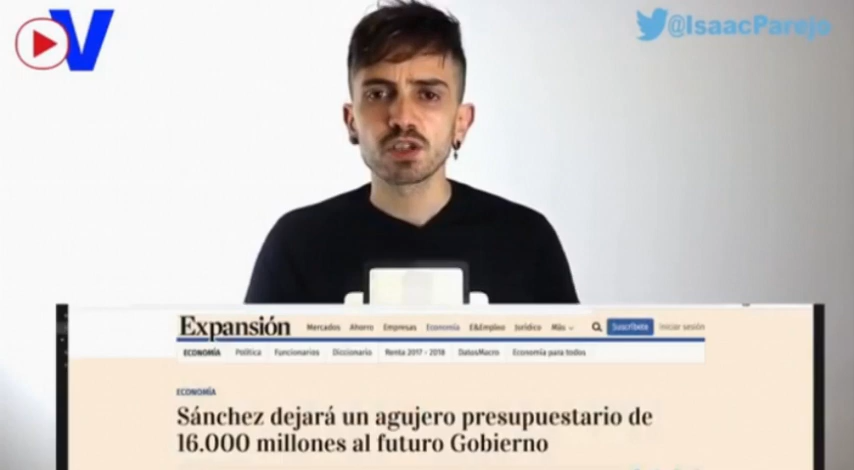 V
@IsaacParejo
Expansión Mercados Ahorro Empresas Economía E&Empleo Jurídico Más Suscríbete Iniciar sesión
ECONOMÍA Política Funcionarios Diccionario Renta 2017 - 2018 DatosMacro Economía para todos
ECONOMÍA
Sánchez dejará un agujero presupuestario de
16.000 millones al futuro Gobierno